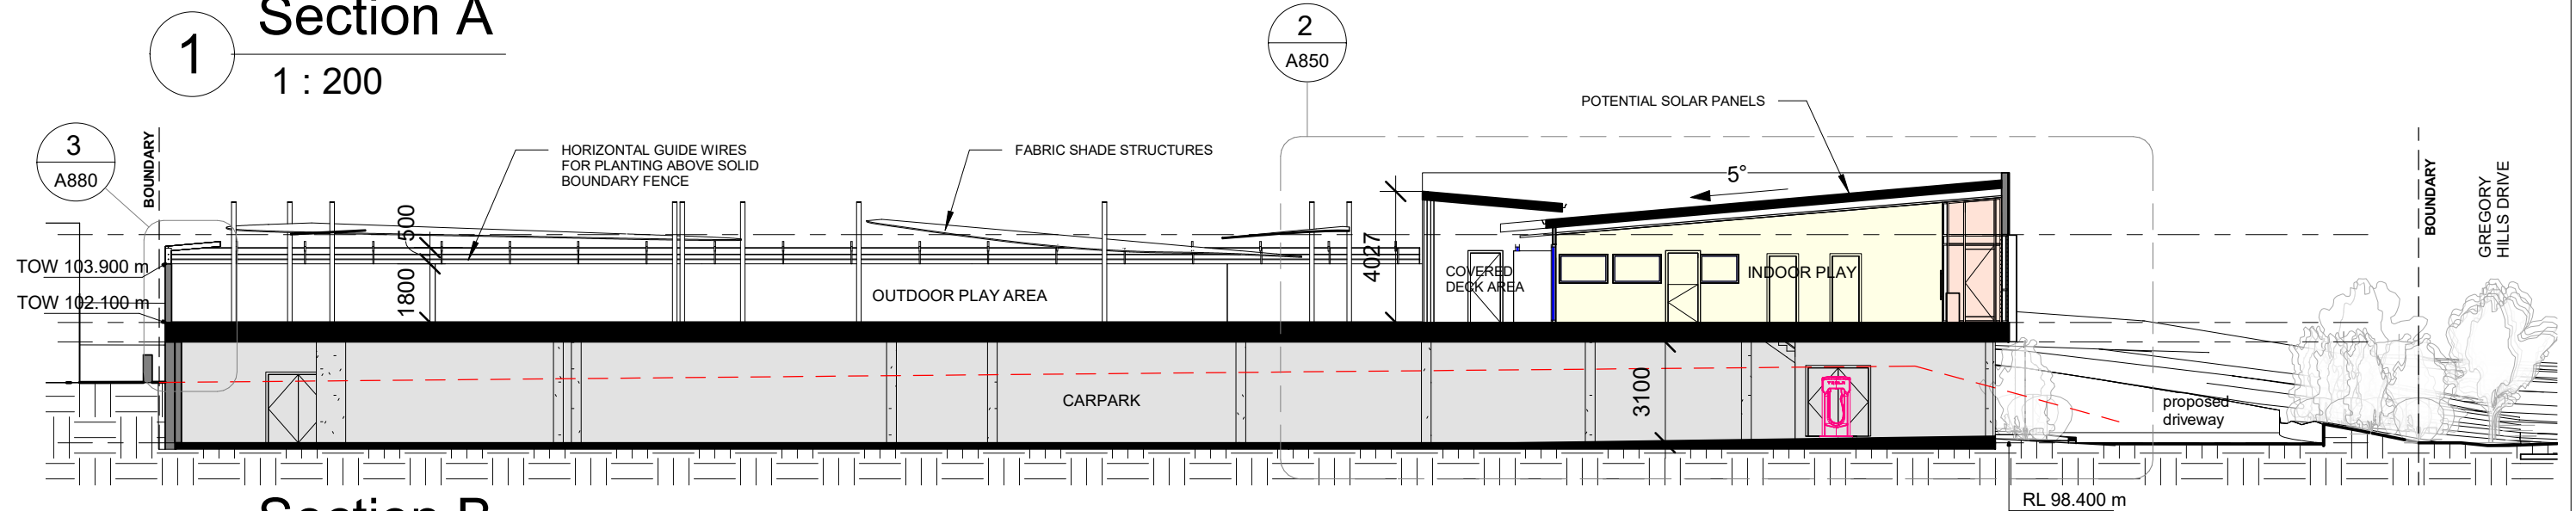 Section A
1
1 : 200
2
A850
3
A880
BOUNDARY
HORIZONTAL GUIDE WIRES
FOR PLANTING ABOVE SOLID
BOUNDARY FENCE
FABRIC SHADE STRUCTURES
POTENTIAL SOLAR PANELS
5°
BOUNDARY
GREGORY
HILLS DRIVE
TOW 103.900 m
TOW 102.100 m
500
1800
OUTDOOR PLAY AREA
4027
COVERED
DECK AREA
INDOOR PLAY
CARPARK
3100
TESLA
proposed
driveway
RL 98.400 m
Section B